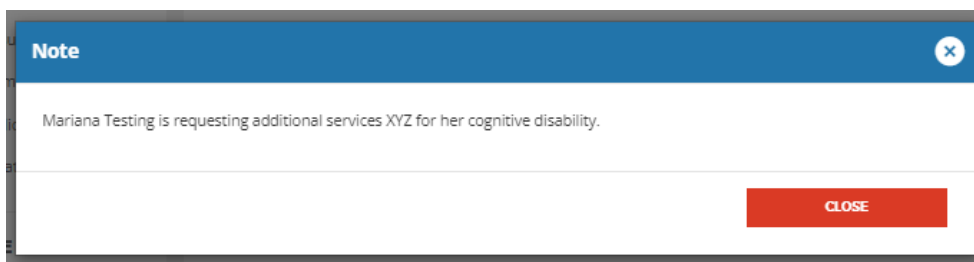 Note
Mariana Testing is requesting additional services XYZ for her cognitive disability.
CLOSE